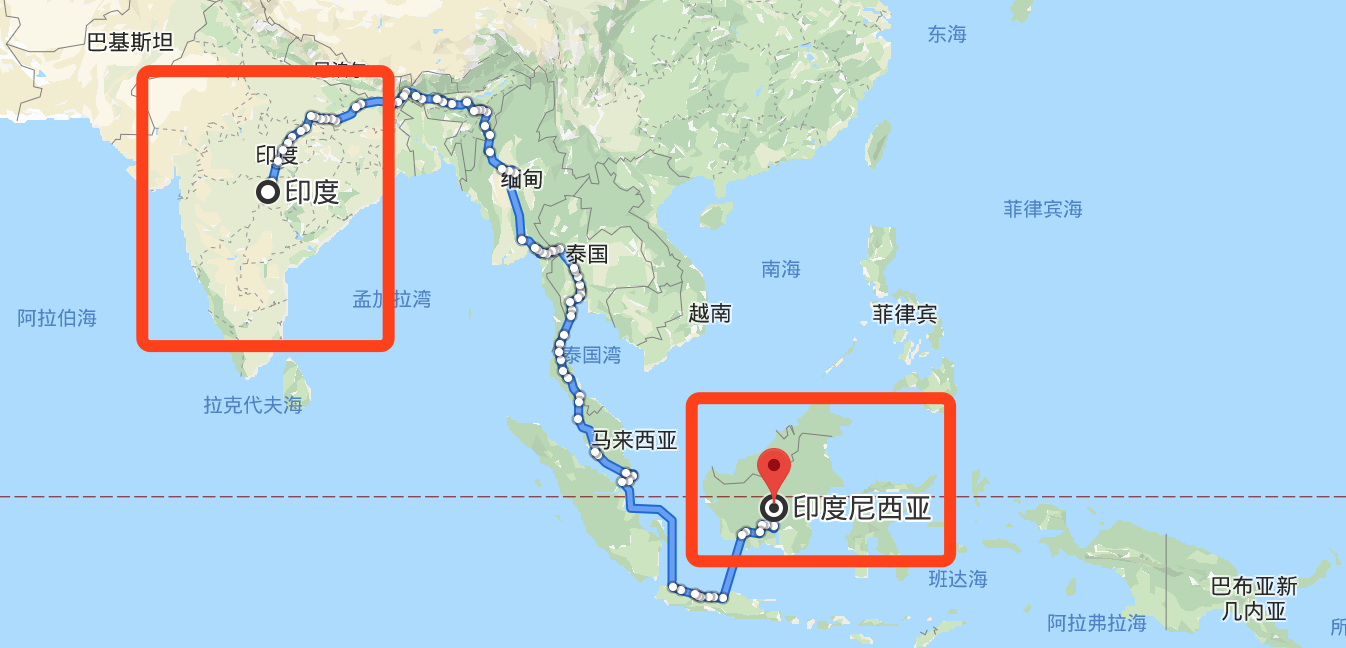 东海
巴基斯坦
印度
印度
缅甸
菲律宾海
泰国
南海
孟加拉湾
阿拉伯海
越南
菲律宾
泰国湾
拉克代夫海
马来西亚
印度尼西亚
班达海
巴布亚新
几内亚
阿拉弗拉海
所